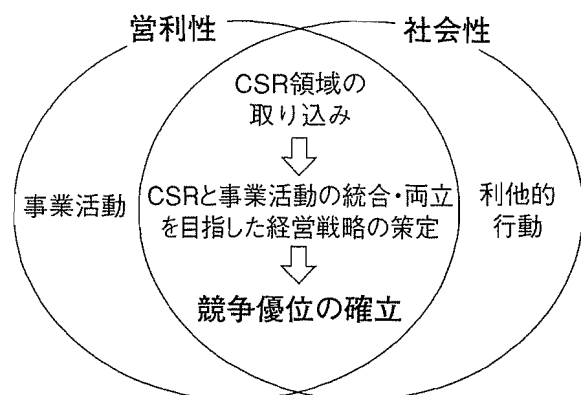 営利性
社会性
CSR領域の
取り込み
事業活動
CSRと事業活動の統合・両立
を目指した経営戦略の策定
利他的
行動
競争優位の確立